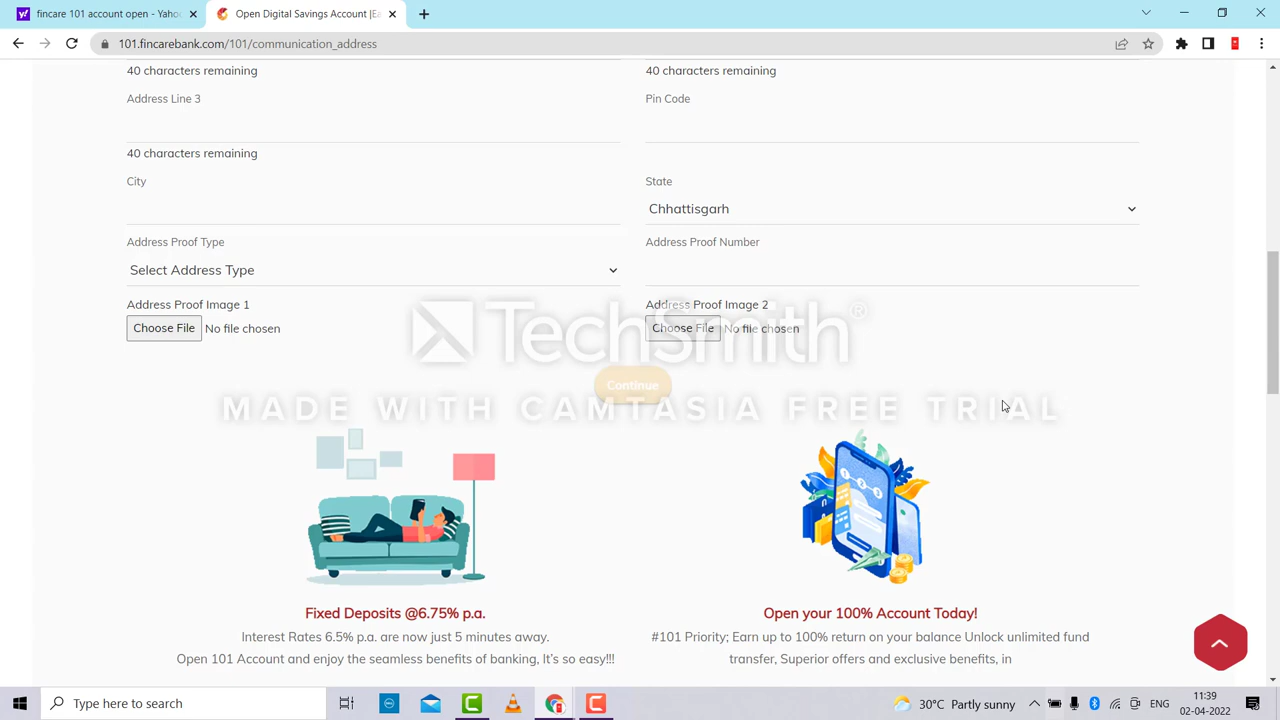 fincare 101 account open - Yahoo
Open Digital Savings Account |Ea
101.fincarebank.com/101/communication_address
40 characters remaining
40 characters remaining
Address Line 3
Pin Code
40 characters remaining
City
State
Chhattisgarh
Address Proof Type
Address Proof Number
Select Address Type
Address Proof Image 1
Address Proof Image 2
Choose File No file chosen
Choose File No file chosen
TechSmith®
Continue
MADE WITH CAMTASIA FREE TRIAL
Fixed Deposits @6.75% p.a.
Open your 100% Account Today!
Interest Rates 6.5% p.a. are now just 5 minutes away.
#101 Priority; Earn up to 100% return on your balance Unlock unlimited fund
Open 101 Account and enjoy the seamless benefits of banking, It's so easy!!!
transfer, Superior offers and exclusive benefits, in
Type here to search
30°C Partly sunny
11:39
02-04-2022